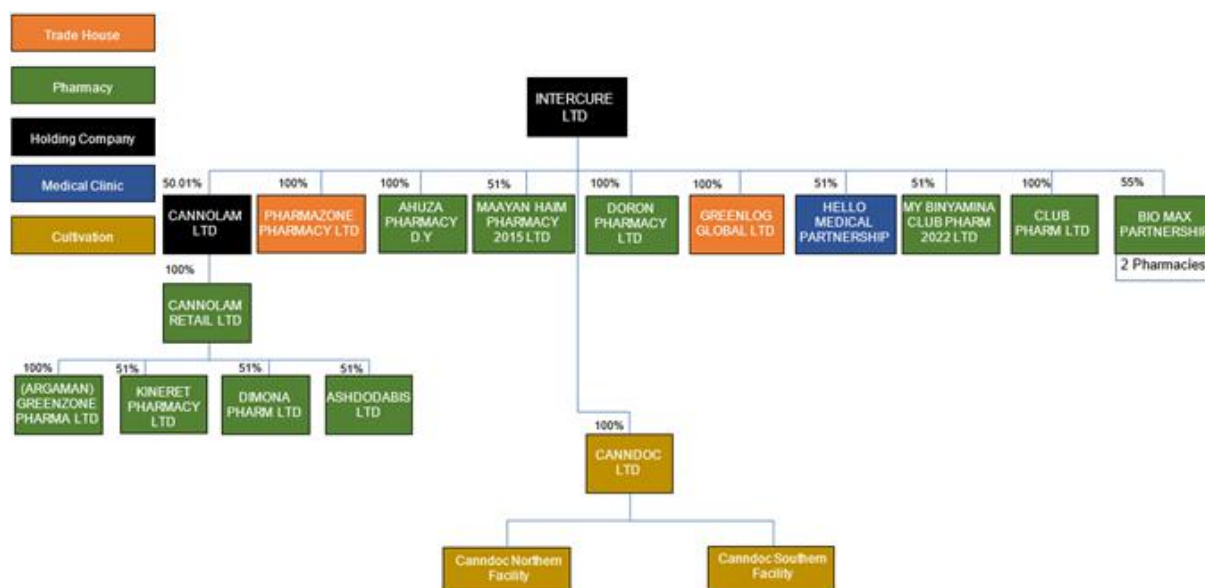 Trade House
Pharmacy
Holding Company
Medical Clinic
Cultivation
INTERCURE
LTD
50.01%
100%
100%
51%
100%
100%
51%
51%
100%
55%
CANNOLAM
LTD
PHARMAZONE
PHARMACY LTD
AHUZA
PHARMACY
D.Y
MAAYAN HAIM
PHARMACY
2015 LTD
DORON
PHARMACY
LTD
GREENLOG
GLOBAL LTD
HELLO
MEDICAL
PARTNERSHIP
MY BINYAMINA
CLUB PHARM
2022 LTD
CLUB
PHARM LTD
BIO MAX
PARTNERSHIP
2 Pharmacies
100%
CANNOLAM
RETAIL LTD
100%
51%
51%
51%
(ARGAMAN)
GREENZONE
PHARMA LTD
KINERET
PHARMACY
LTD
DIMONA
PHARM LTD
ASHDODABIS
LTD
100%
CANNDOC
LTD
Canndoc Northern
Facility
Canndoc Southern
Facility